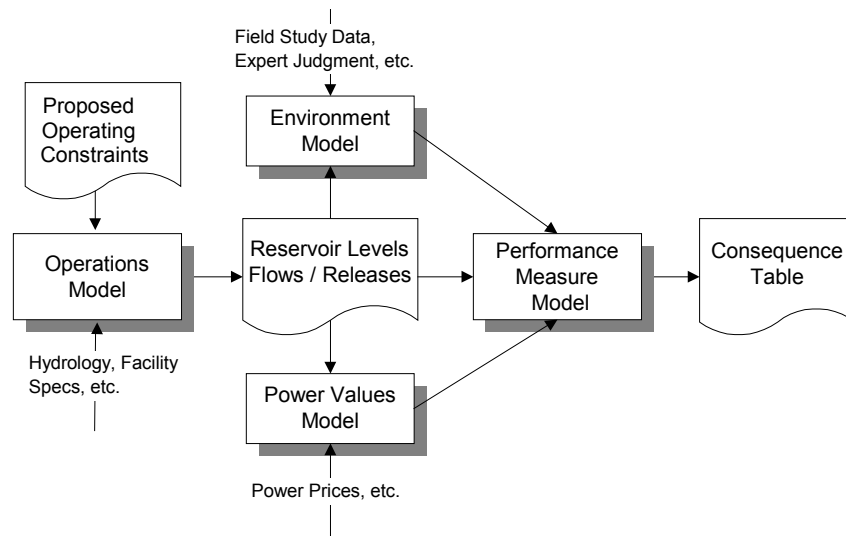 Field Study Data,
Expert Judgment, etc.
Proposed
Operating
Constraints
Environment
Model
Operations
Model
Reservoir Levels
Flows / Releases
Performance
Measure
Model
Consequence
Table
Hydrology, Facility
Specs, etc.
Power Values
Model
Power Prices, etc.